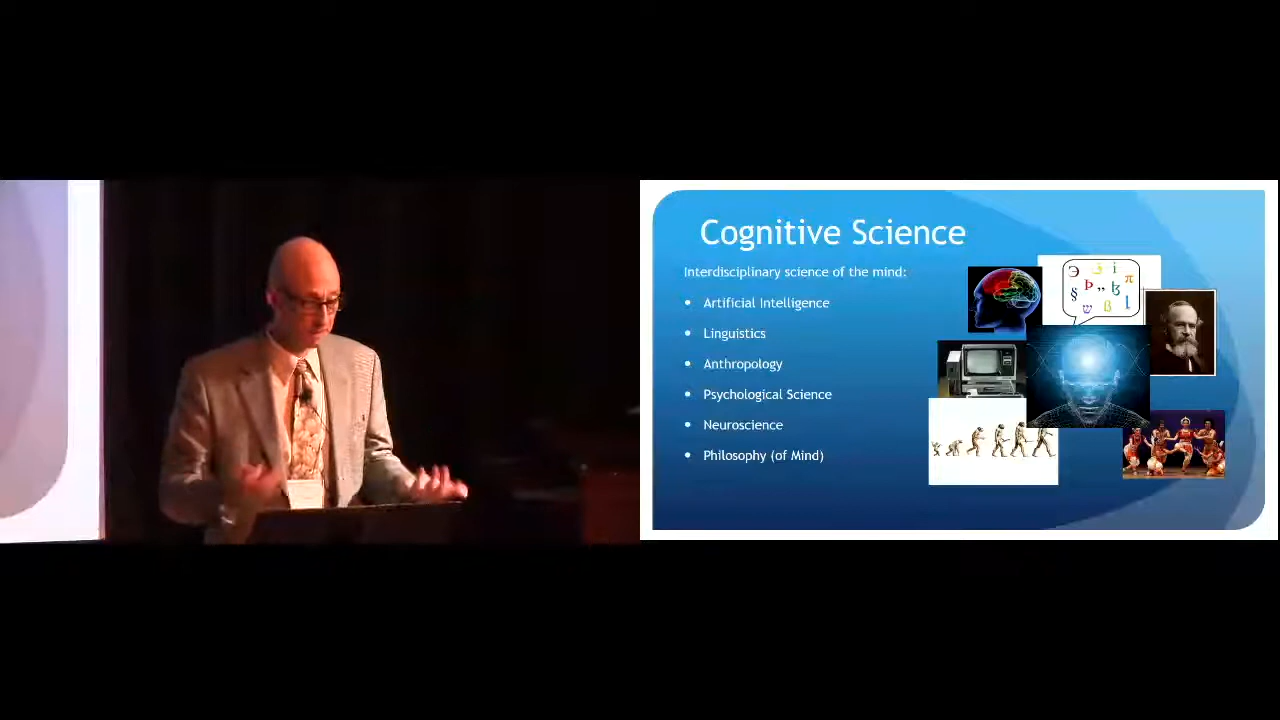 Cognitive Science
Interdisciplinary science of the mind:
• Artificial Intelligence
• Linguistics
• Anthropology
• Psychological Science
• Neuroscience
• Philosophy (of Mind)